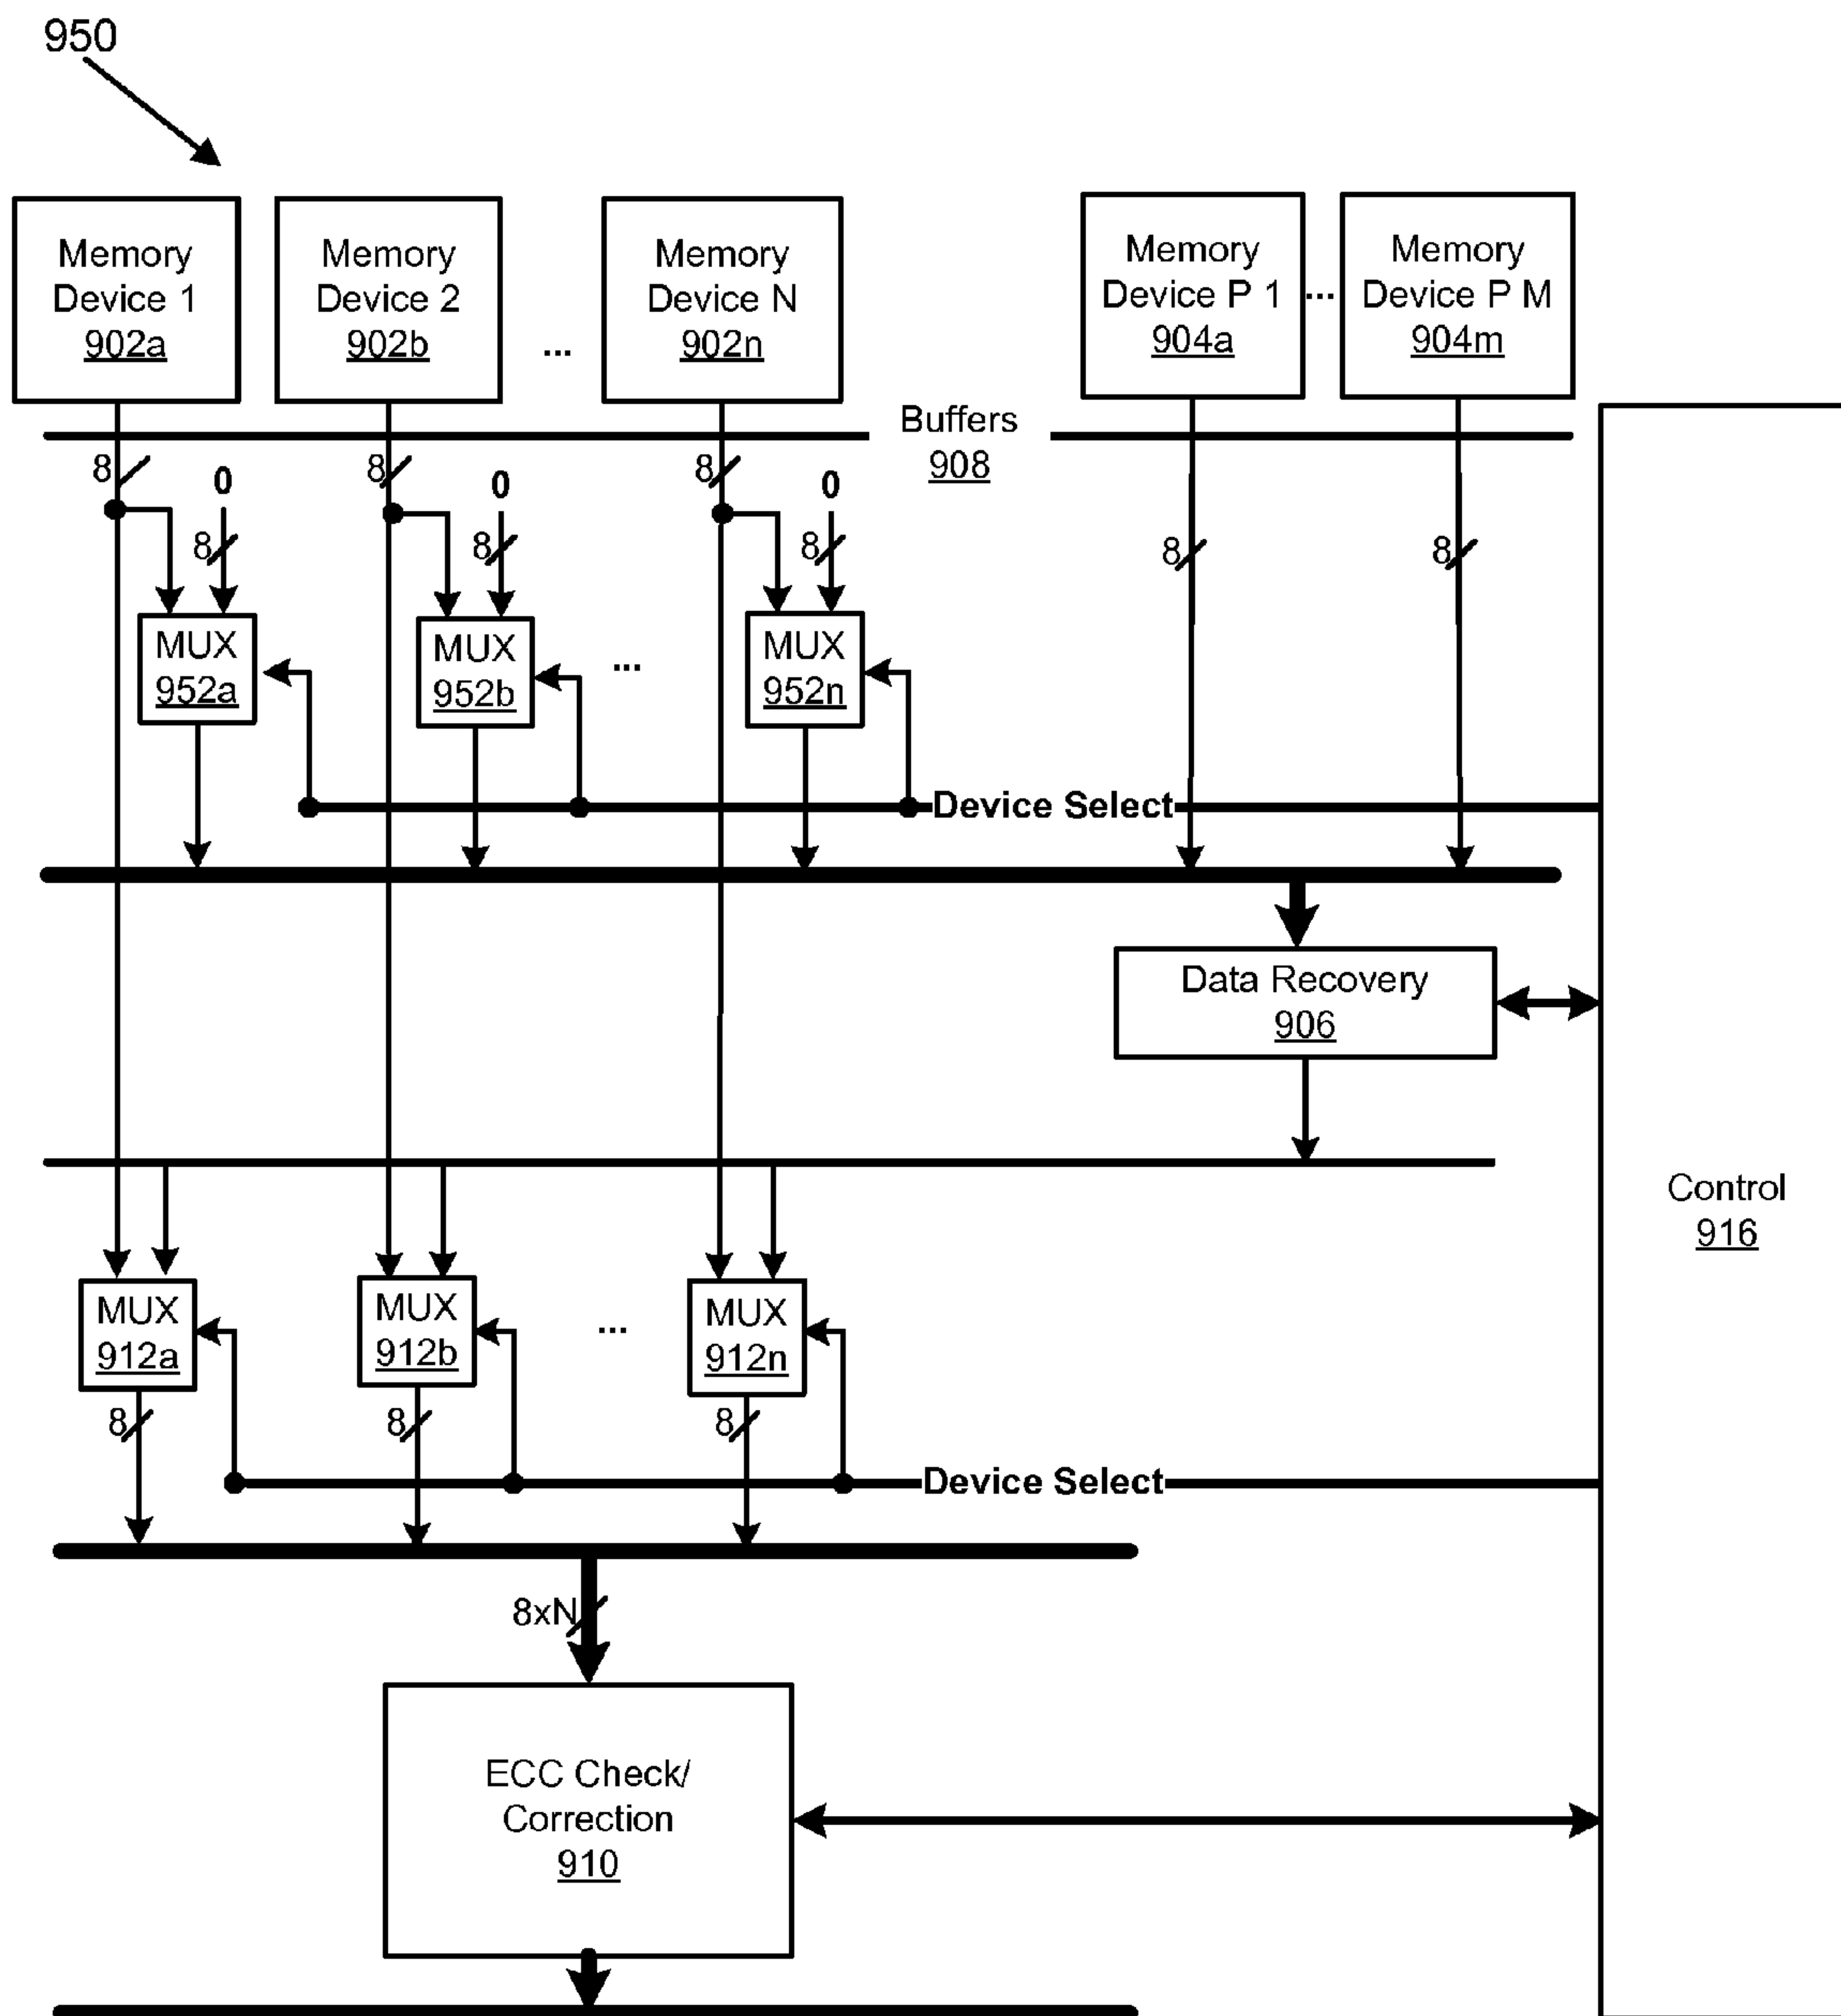 950
Memory
Device 1
902a
Memory
Device 2
902b
...
Memory
Device N
902n
Memory
Device P 1
904a
...
Memory
Device P M
904m
Buffers
908
8
0
8
8
0
8
8
0
8
8
8
MUX
952a
MUX
952b
...
MUX
952n
Device Select
Data Recovery
906
Control
916
MUX
912a
MUX
912b
...
MUX
912n
8
8
8
Device Select
8xN
ECC Check/
Correction
910